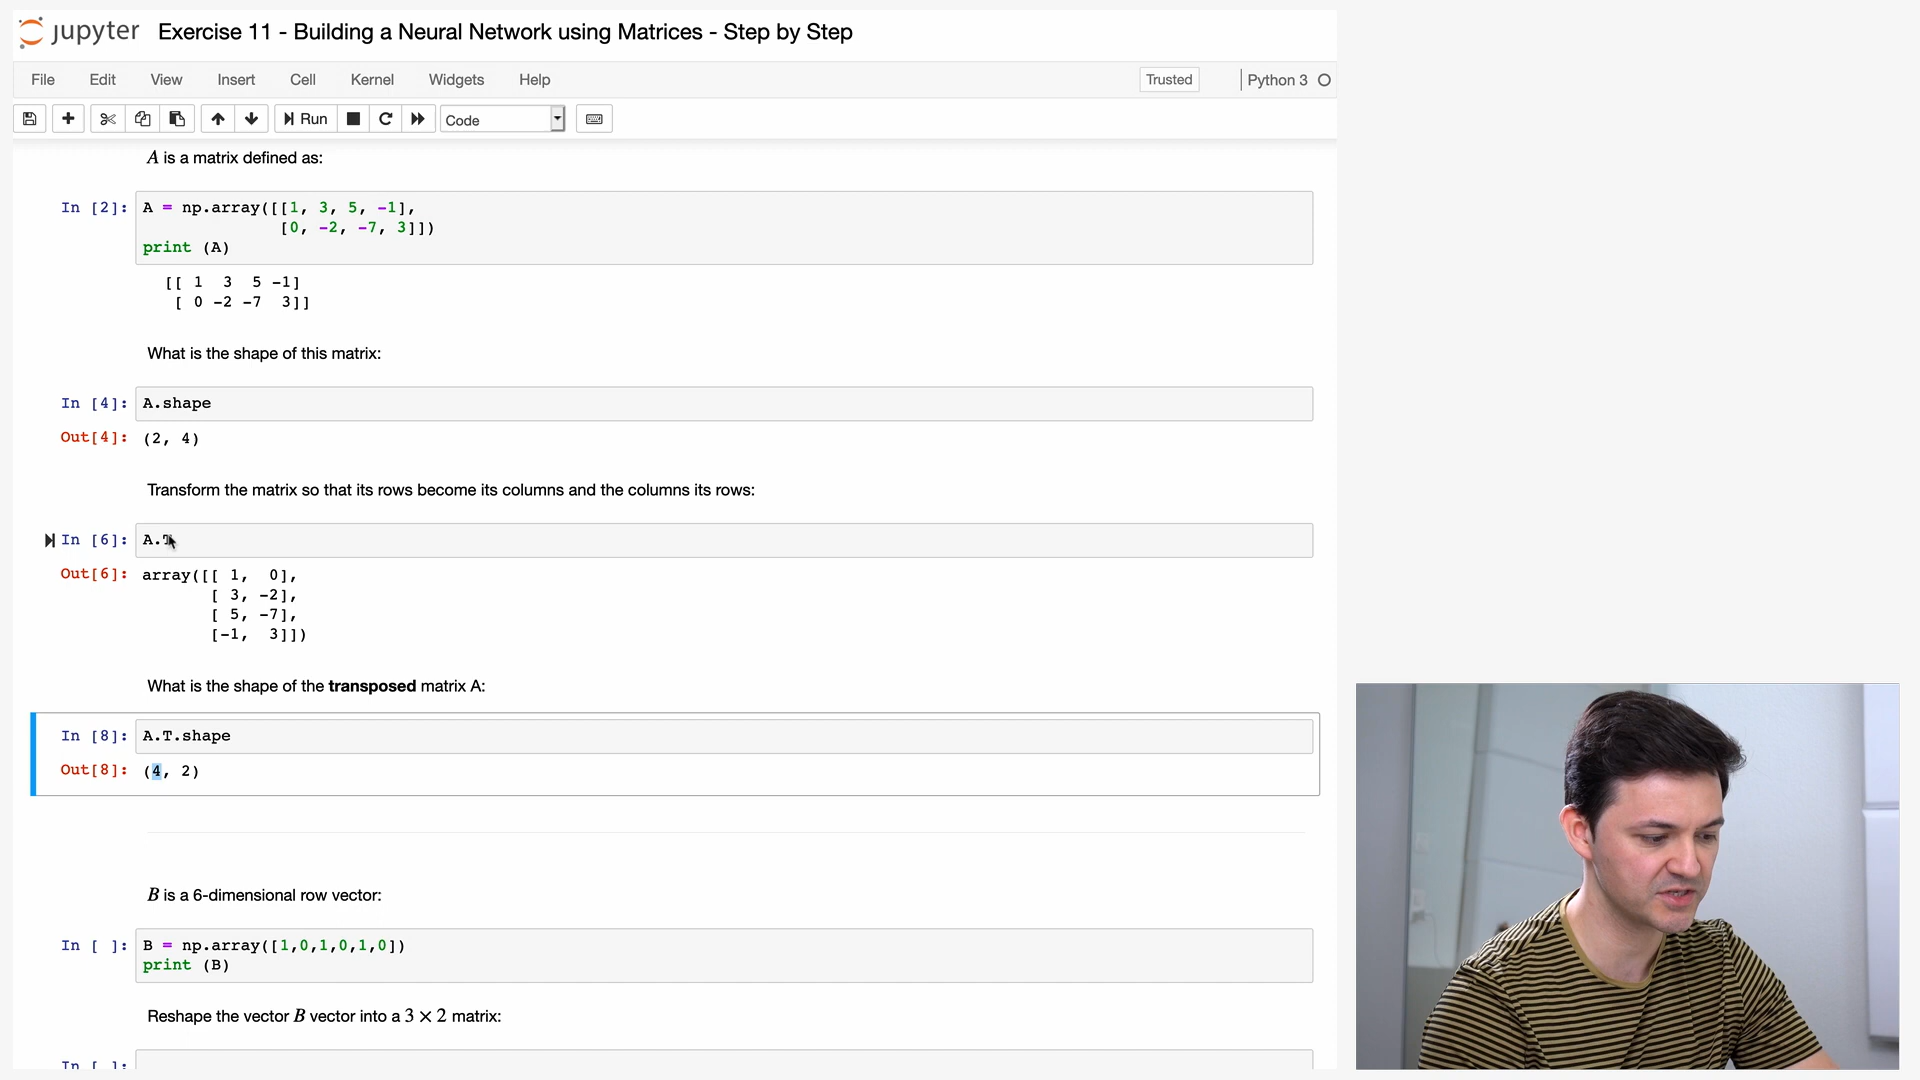 jupyter Exercise 11 - Building a Neural Network using Matrices - Step by Step
File Edit View Insert Cell Kernel Widgets Help Trusted Python 3
Run Code
A is a matrix defined as:
In [2]: A = np.array([[1, 3, 5, -1],
[0, -2, -7, 3]])
print (A)
[[ 1 3 5 -1]
[ 0 -2 -7 3]]
What is the shape of this matrix:
In [4]: A.shape
Out[4]: (2, 4)
Transform the matrix so that its rows become its columns and the columns its rows:
In [6]: A.T
Out[6]: array([[ 1, 0],
[ 3, -2],
[ 5, -7],
[-1, 3]])
What is the shape of the transposed matrix A:
In [8]: A.T.shape
Out[8]: (4, 2)
B is a 6-dimensional row vector:
In [ ]: B = np.array([1,0,1,0,1,0])
print (B)
Reshape the vector B vector into a 3 × 2 matrix:
In [ ]: